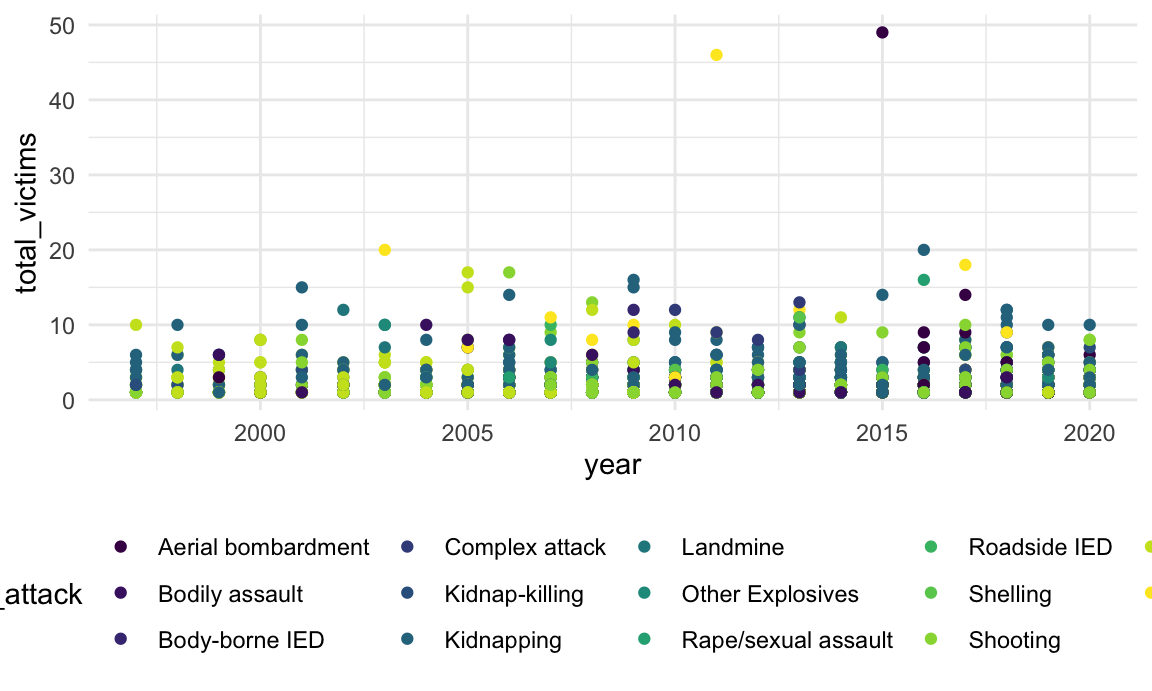 50
40
30
20
10
0
total_victims
2000 2005 2010 2015 2020
year
_attack
Aerial bombardment Complex attack Landmine Roadside IED
Bodily assault Kidnap-killing Other Explosives Shelling
Body-borne IED Kidnapping Rape/sexual assault Shooting